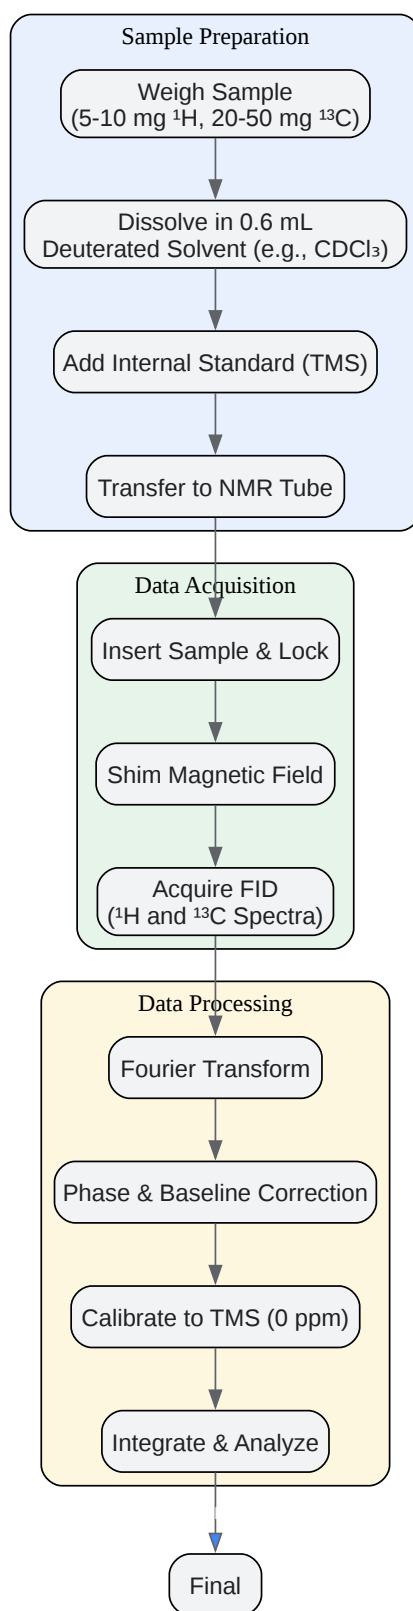 Sample Preparation
Weigh Sample
(5-10 mg ¹H, 20-50 mg ¹³C)
Dissolve in 0.6 mL
Deuterated Solvent (e.g., CDCl₃)
Add Internal Standard (TMS)
Transfer to NMR Tube
Data Acquisition
Insert Sample & Lock
Shim Magnetic Field
Acquire FID
(¹H and ¹³C Spectra)
Data Processing
Fourier Transform
Phase & Baseline Correction
Calibrate to TMS (0 ppm)
Integrate & Analyze
Final